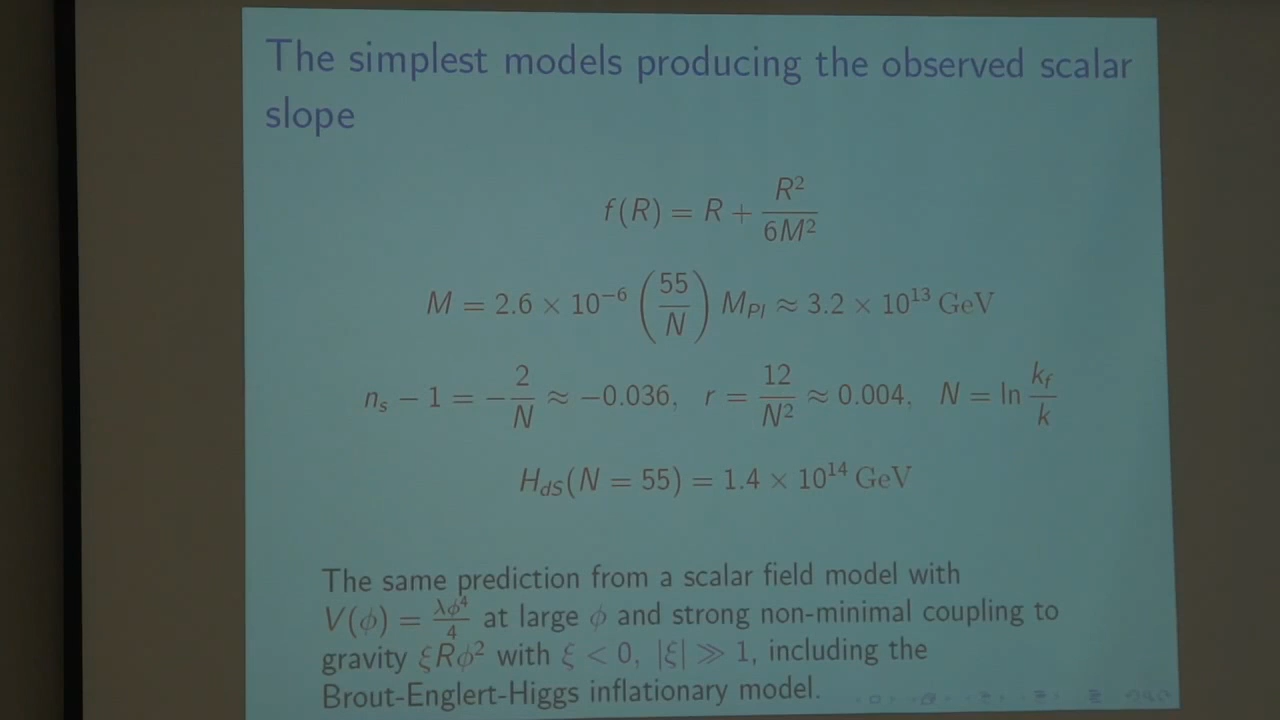 The simplest models producing the observed scalar
slope
f(R) = R + R²/6M²
M = 2.6 × 10⁻⁶ (55/N) M_Pl ≈ 3.2 × 10¹³ GeV
n_s − 1 = −2/N ≈ −0.036, r = 12/N² ≈ 0.004, N = ln k_f/k
H_dS(N = 55) = 1.4 × 10¹⁴ GeV
The same prediction from a scalar field model with
V(ϕ) = λϕ⁴/4 at large ϕ and strong non-minimal coupling to
gravity ξRϕ² with ξ < 0, |ξ| ≫ 1, including the
Brout-Englert-Higgs inflationary model.